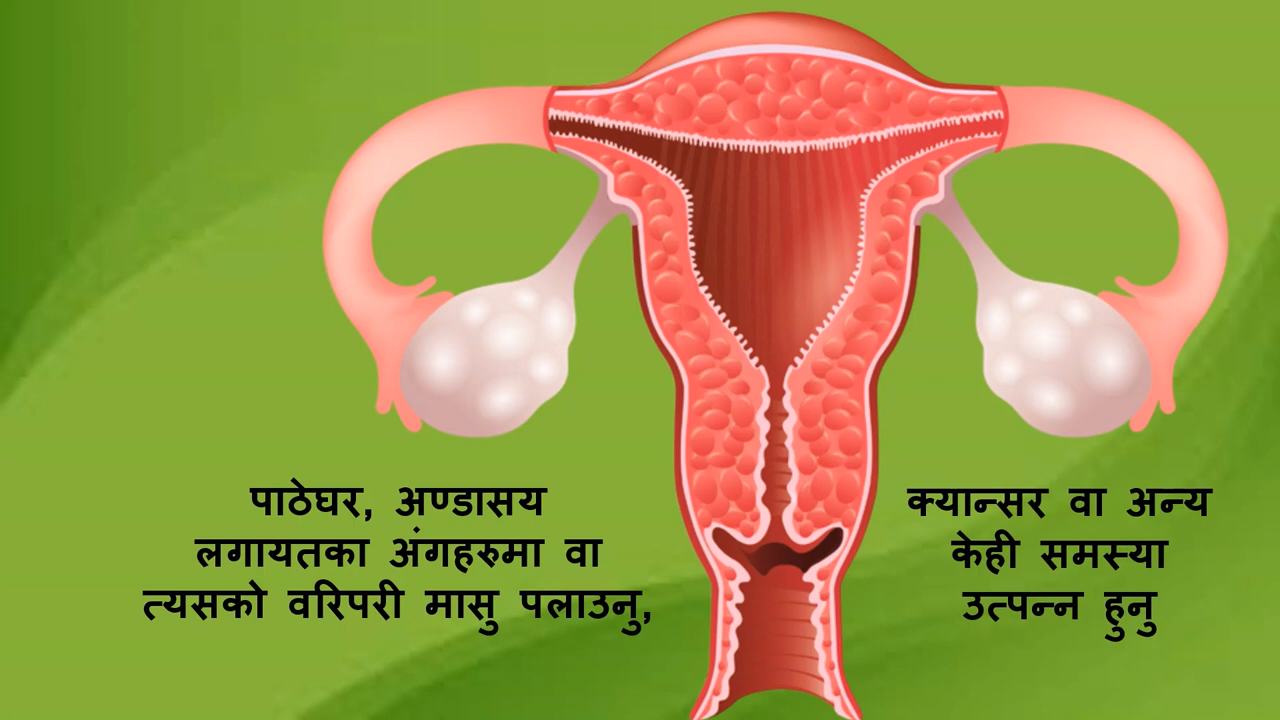 पाठेघर, अण्डासय
लगायतका अंगहरुमा वा
त्यसको वरिपरी मासु पलाउनु,
क्यान्सर वा अन्य
केही समस्या
उत्पन्न हुनु